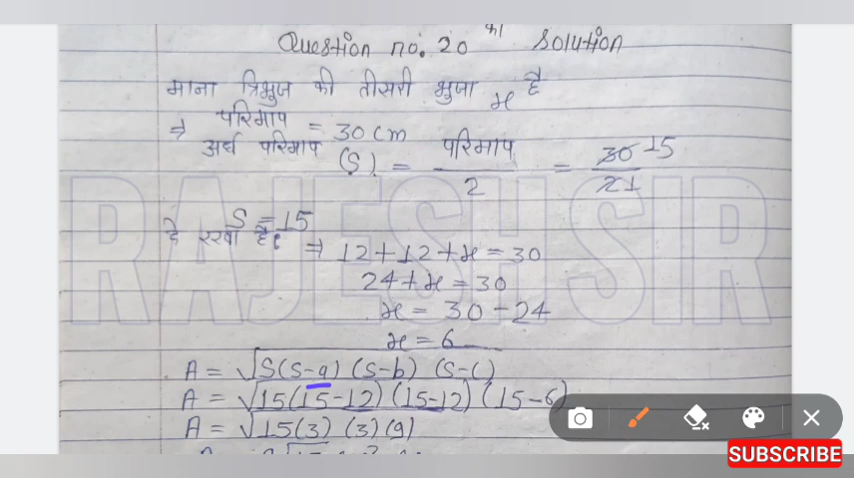 Question no. 20 का Solution
माना त्रिभुज की तीसरी भुजा x है
⇒ परिमाप = 30 cm
अर्ध परिमाप (S) = परिमाप / 2 = 30 15 / 2 1
S = 15
दे रखा है ⇒ 12 + 12 + x = 30
24 + x = 30
x = 30 - 24
x = 6
A = √S(S-a) (S-b) (S-c)
A = √15(15-12) (15-12) (15-6)
A = √15(3) (3) (9)
RAJESH SIR
SUBSCRIBE